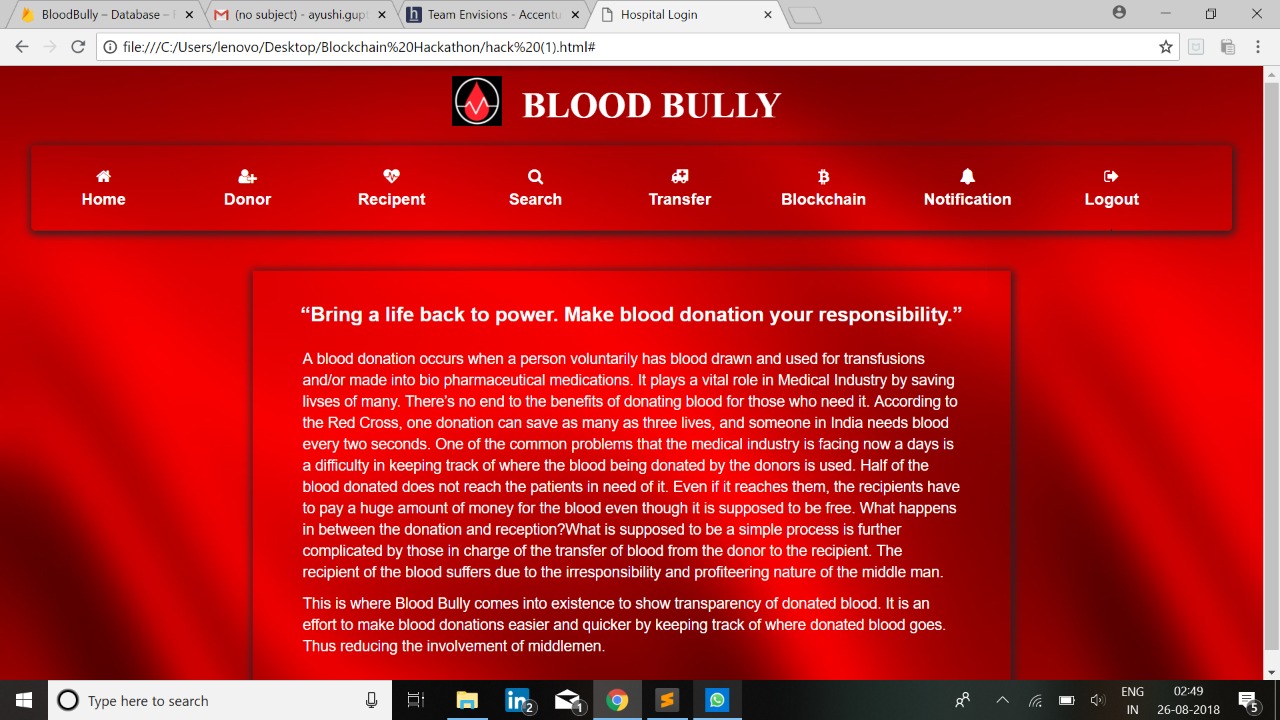 BloodBully – Database – f
(no subject) - ayushi.gupt
Team Envisions - Accentu
Hospital Login
file:///C:/Users/lenovo/Desktop/Blockchain%20Hackathon/hack%20(1).html#
BLOOD BULLY
Home Donor Recipent Search Transfer Blockchain Notification Logout
“Bring a life back to power. Make blood donation your responsibility.”
A blood donation occurs when a person voluntarily has blood drawn and used for transfusions
and/or made into bio pharmaceutical medications. It plays a vital role in Medical Industry by saving
livses of many. There's no end to the benefits of donating blood for those who need it. According to
the Red Cross, one donation can save as many as three lives, and someone in India needs blood
every two seconds. One of the common problems that the medical industry is facing now a days is
a difficulty in keeping track of where the blood being donated by the donors is used. Half of the
blood donated does not reach the patients in need of it. Even if it reaches them, the recipients have
to pay a huge amount of money for the blood even though it is supposed to be free. What happens
in between the donation and reception?What is supposed to be a simple process is further
complicated by those in charge of the transfer of blood from the donor to the recipient. The
recipient of the blood suffers due to the irresponsibility and profiteering nature of the middle man.
This is where Blood Bully comes into existence to show transparency of donated blood. It is an
effort to make blood donations easier and quicker by keeping track of where donated blood goes.
Thus reducing the involvement of middlemen.
Type here to search
2
1
ENG
IN
02:49
26-08-2018
5